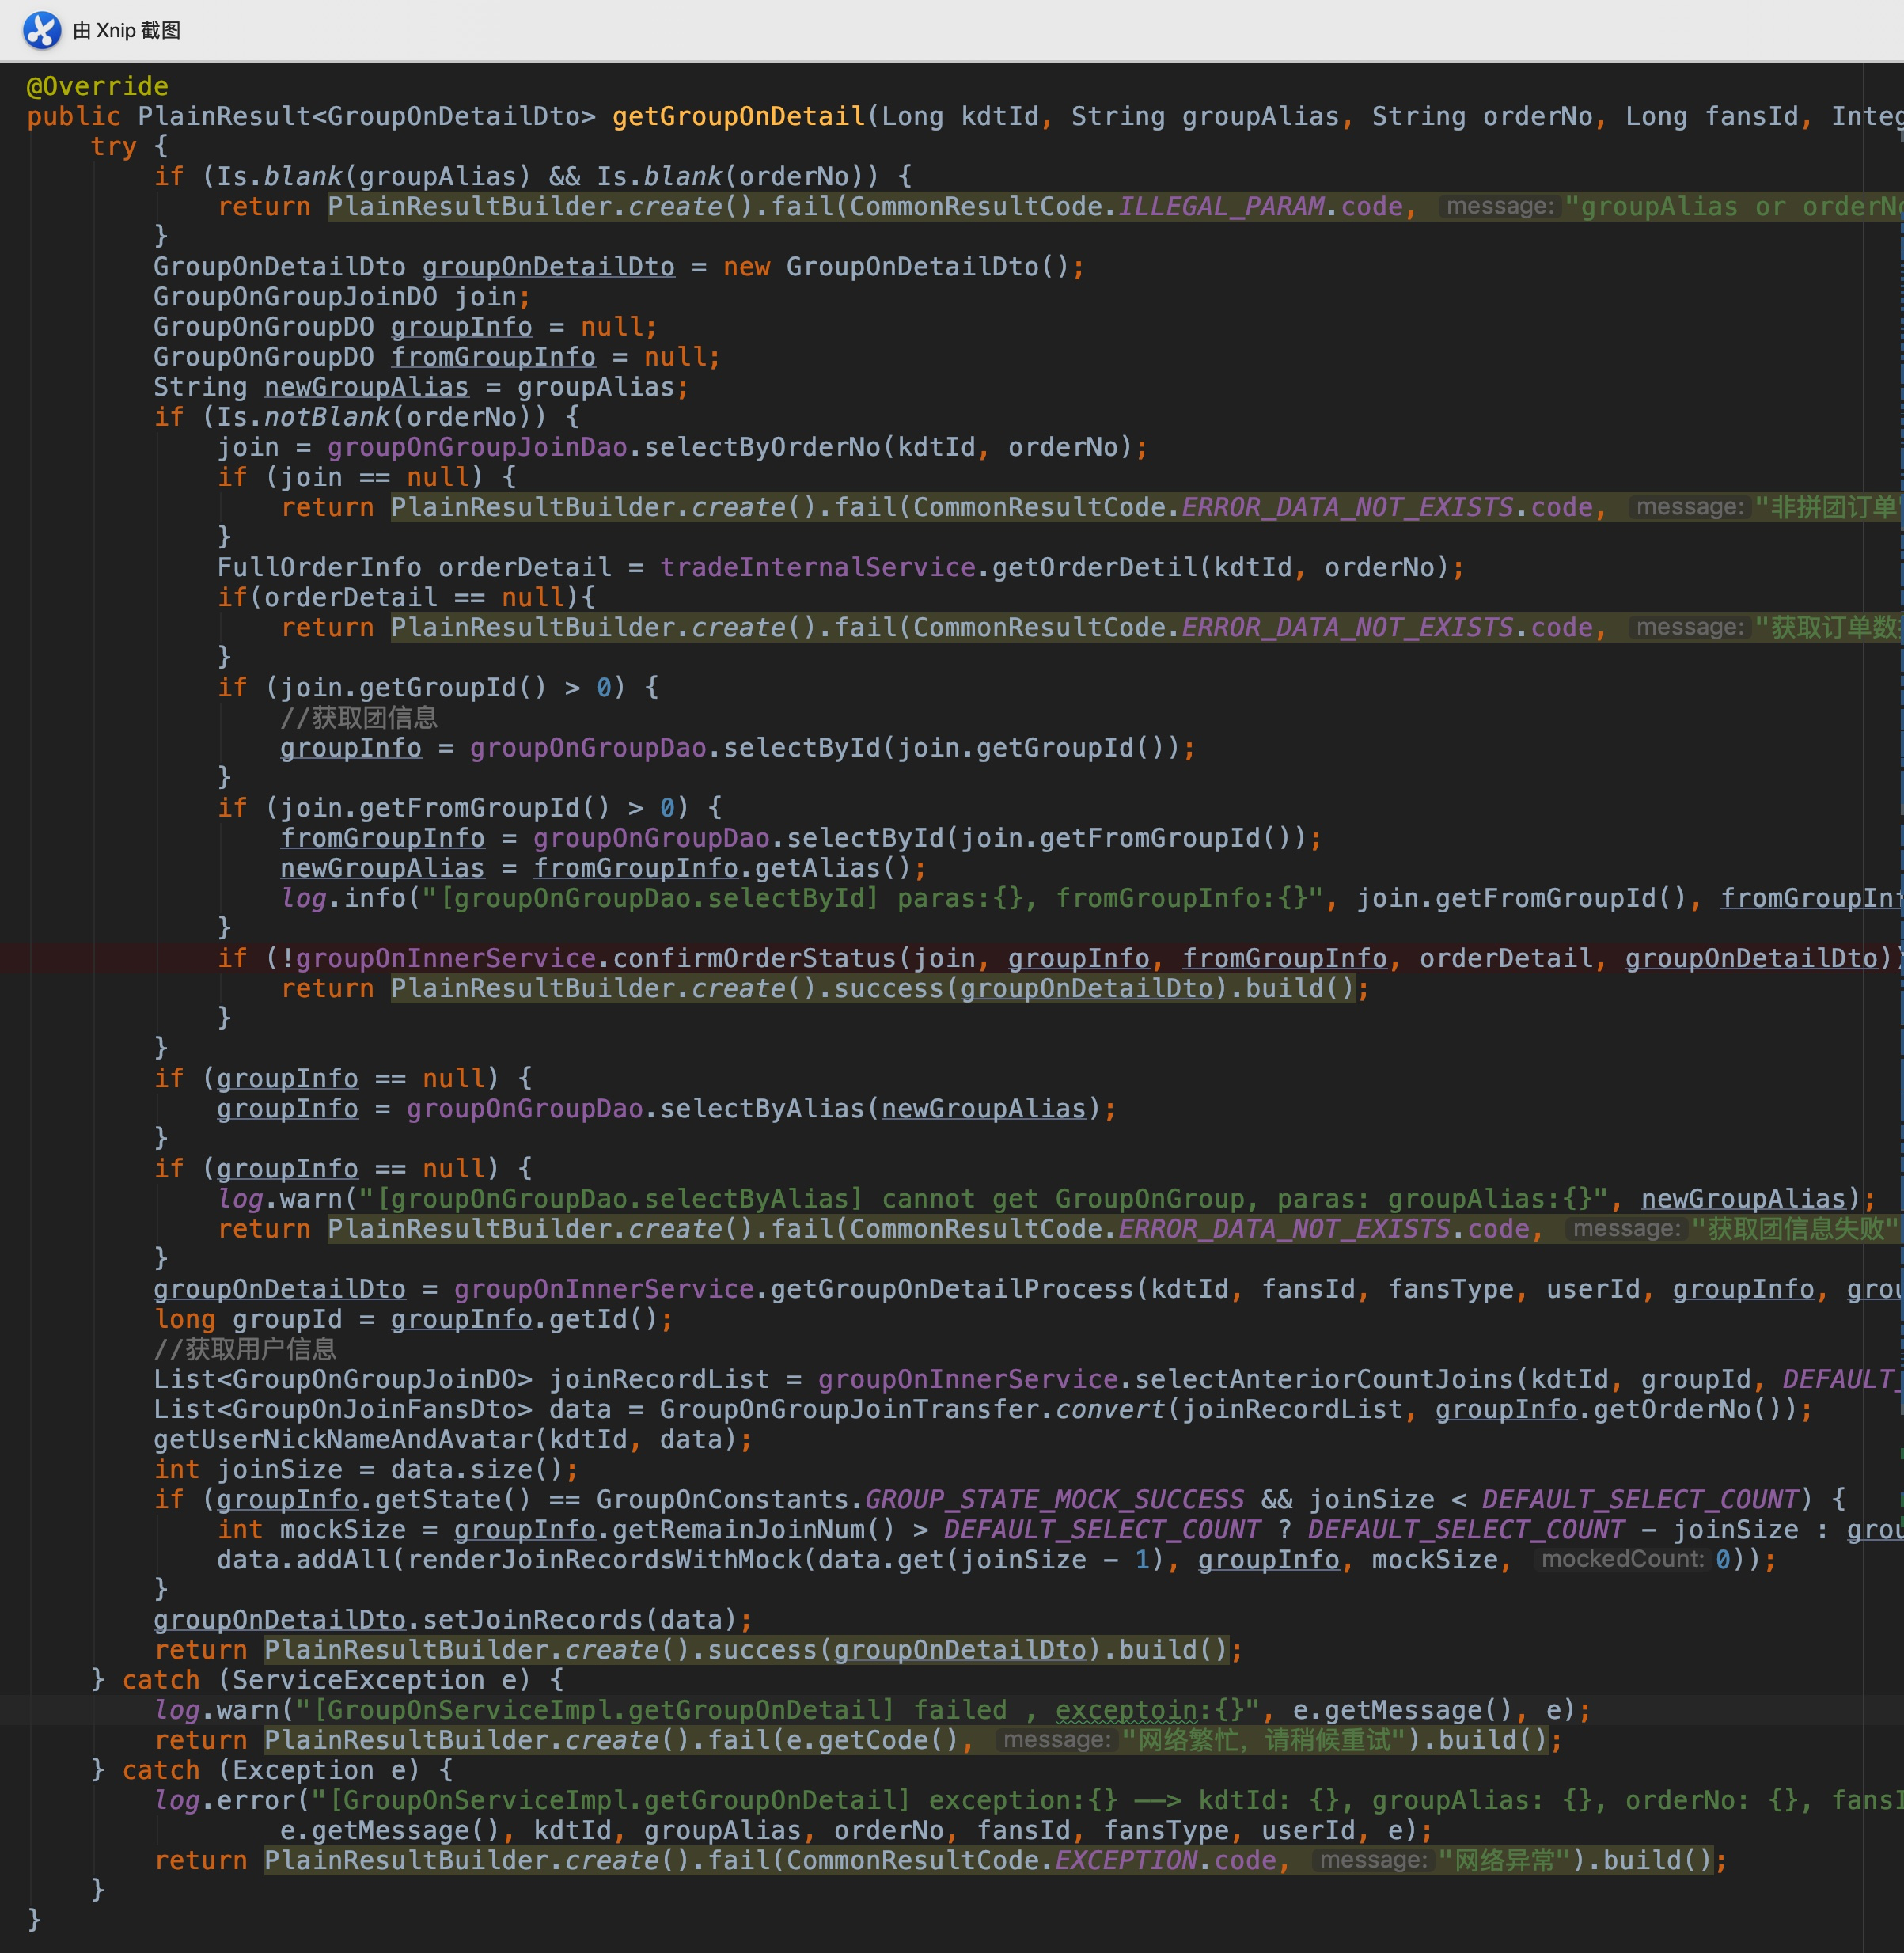 由 Xnip 截图
@Override
public PlainResult<GroupOnDetailDto> getGroupOnDetail(Long kdtId, String groupAlias, String orderNo, Long fansId,
try {
if (Is.blank(groupAlias) && Is.blank(orderNo)) {
return PlainResultBuilder.create().fail(CommonResultCode.ILLEGAL_PARAM.code, message: "groupAlias or
}
GroupOnDetailDto groupOnDetailDto = new GroupOnDetailDto();
GroupOnGroupJoinDO join;
GroupOnGroupDO groupInfo = null;
GroupOnGroupDO fromGroupInfo = null;
String newGroupAlias = groupAlias;
if (Is.notBlank(orderNo)) {
join = groupOnGroupJoinDao.selectByOrderNo(kdtId, orderNo);
if (join == null) {
return PlainResultBuilder.create().fail(CommonResultCode.ERROR_DATA_NOT_EXISTS.code, message: "非拼团订单"
}
FullOrderInfo orderDetail = tradeInternalService.getOrderDetil(kdtId, orderNo);
if(orderDetail == null){
return PlainResultBuilder.create().fail(CommonResultCode.ERROR_DATA_NOT_EXISTS.code, message: "获取订单数
}
if (join.getGroupId() > 0) {
//获取团信息
groupInfo = groupOnGroupDao.selectById(join.getGroupId());
}
if (join.getFromGroupId() > 0) {
fromGroupInfo = groupOnGroupDao.selectById(join.getFromGroupId());
newGroupAlias = fromGroupInfo.getAlias();
log.info("[groupOnGroupDao.selectById] paras:{}, fromGroupInfo:{}", join.getFromGroupId(),
}
if (!groupOnInnerService.confirmOrderStatus(join, groupInfo, fromGroupInfo, orderDetail, groupOnDetailDto))
return PlainResultBuilder.create().success(groupOnDetailDto).build();
}
}
if (groupInfo == null) {
groupInfo = groupOnGroupDao.selectByAlias(newGroupAlias);
}
if (groupInfo == null) {
log.warn("[groupOnGroupDao.selectByAlias] cannot get GroupOnGroup, paras: groupAlias:{}", newGroupAlias);
return PlainResultBuilder.create().fail(CommonResultCode.ERROR_DATA_NOT_EXISTS.code, message: "获取团信息失败"
}
groupOnDetailDto = groupOnInnerService.getGroupOnDetailProcess(kdtId, fansId, fansType, userId, groupInfo,
long groupId = groupInfo.getId();
//获取用户信息
List<GroupOnGroupJoinDO> joinRecordList = groupOnInnerService.selectAnteriorCountJoins(kdtId, groupId, DEFAULT_
List<GroupOnJoinFansDto> data = GroupOnGroupJoinTransfer.convert(joinRecordList, groupInfo.getOrderNo());
getUserNickNameAndAvatar(kdtId, data);
int joinSize = data.size();
if (groupInfo.getState() == GroupOnConstants.GROUP_STATE_MOCK_SUCCESS && joinSize < DEFAULT_SELECT_COUNT) {
int mockSize = groupInfo.getRemainJoinNum() > DEFAULT_SELECT_COUNT ? DEFAULT_SELECT_COUNT - joinSize :
data.addAll(renderJoinRecordsWithMock(data.get(joinSize - 1), groupInfo, mockSize, mockedCount: 0));
}
groupOnDetailDto.setJoinRecords(data);
return PlainResultBuilder.create().success(groupOnDetailDto).build();
} catch (ServiceException e) {
log.warn("[GroupOnServiceImpl.getGroupOnDetail] failed , exceptoin:{}", e.getMessage(), e);
return PlainResultBuilder.create().fail(e.getCode(), message: "网络繁忙，请稍候重试").build();
} catch (Exception e) {
log.error("[GroupOnServiceImpl.getGroupOnDetail] exception:{} ——> kdtId: {}, groupAlias: {}, orderNo: {},
e.getMessage(), kdtId, groupAlias, orderNo, fansId, fansType, userId, e);
return PlainResultBuilder.create().fail(CommonResultCode.EXCEPTION.code, message: "网络异常").build();
}
}